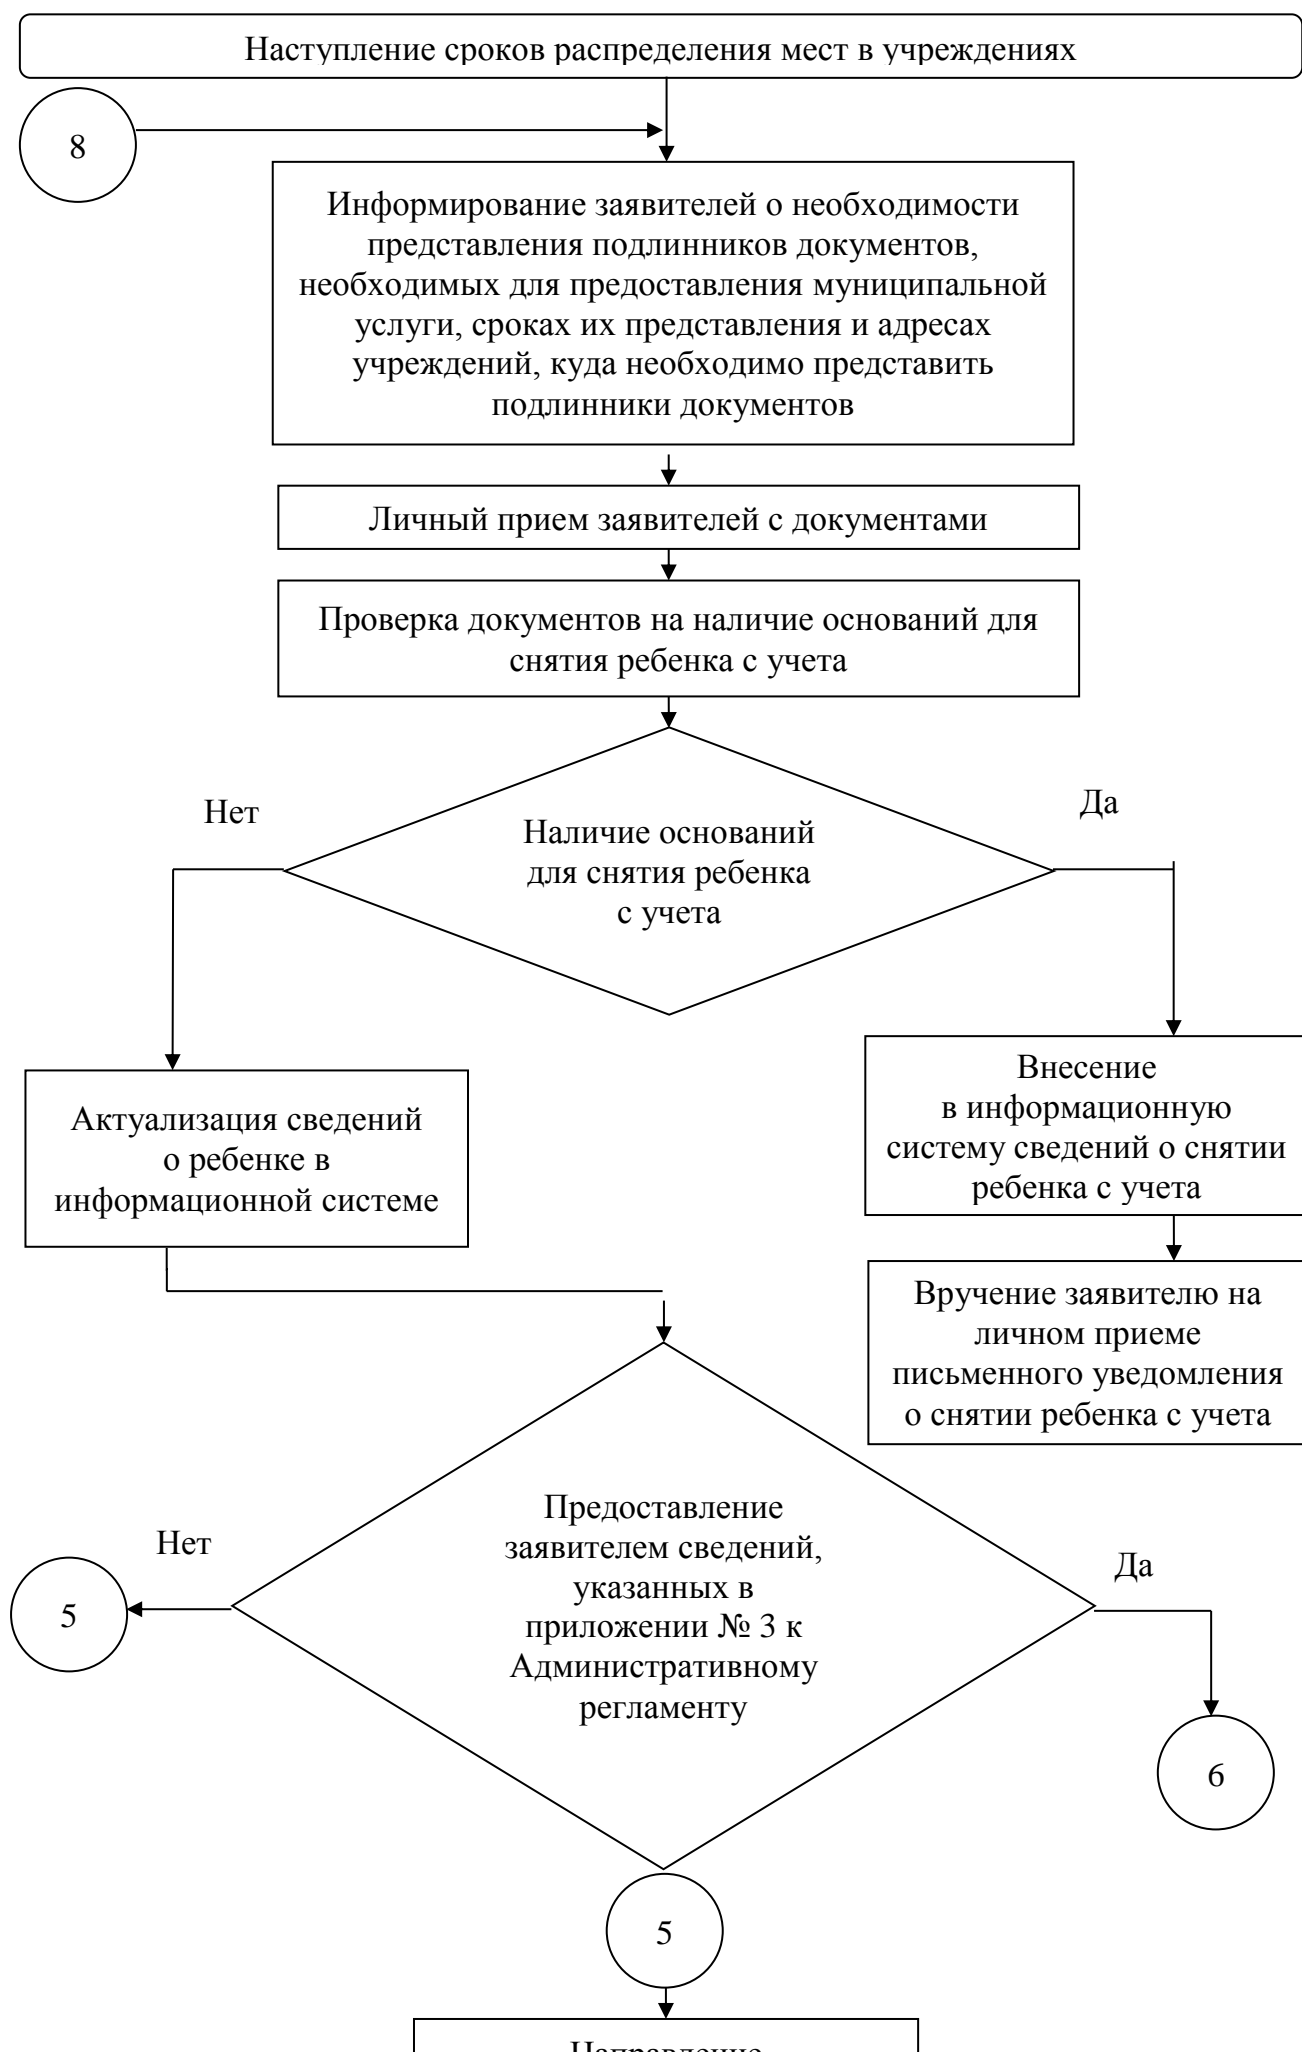 Наступление сроков распределения мест в учреждениях
8
Информирование заявителей о необходимости
представления подлинников документов,
необходимых для предоставления муниципальной
услуги, сроках их представления и адресах
учреждений, куда необходимо представить
подлинники документов
Личный прием заявителей с документами
Проверка документов на наличие оснований для
снятия ребенка с учета
Нет
Да
Наличие оснований
для снятия ребенка
с учета
Актуализация сведений
о ребенке в
информационной системе
Внесение
в информационную
систему сведений о снятии
ребенка с учета
Вручение заявителю на
личном приеме
письменного уведомления
о снятии ребенка с учета
Предоставление
заявителем сведений,
указанных в
приложении № 3 к
Административному
регламенту
Нет
Да
5
6
5
Направление